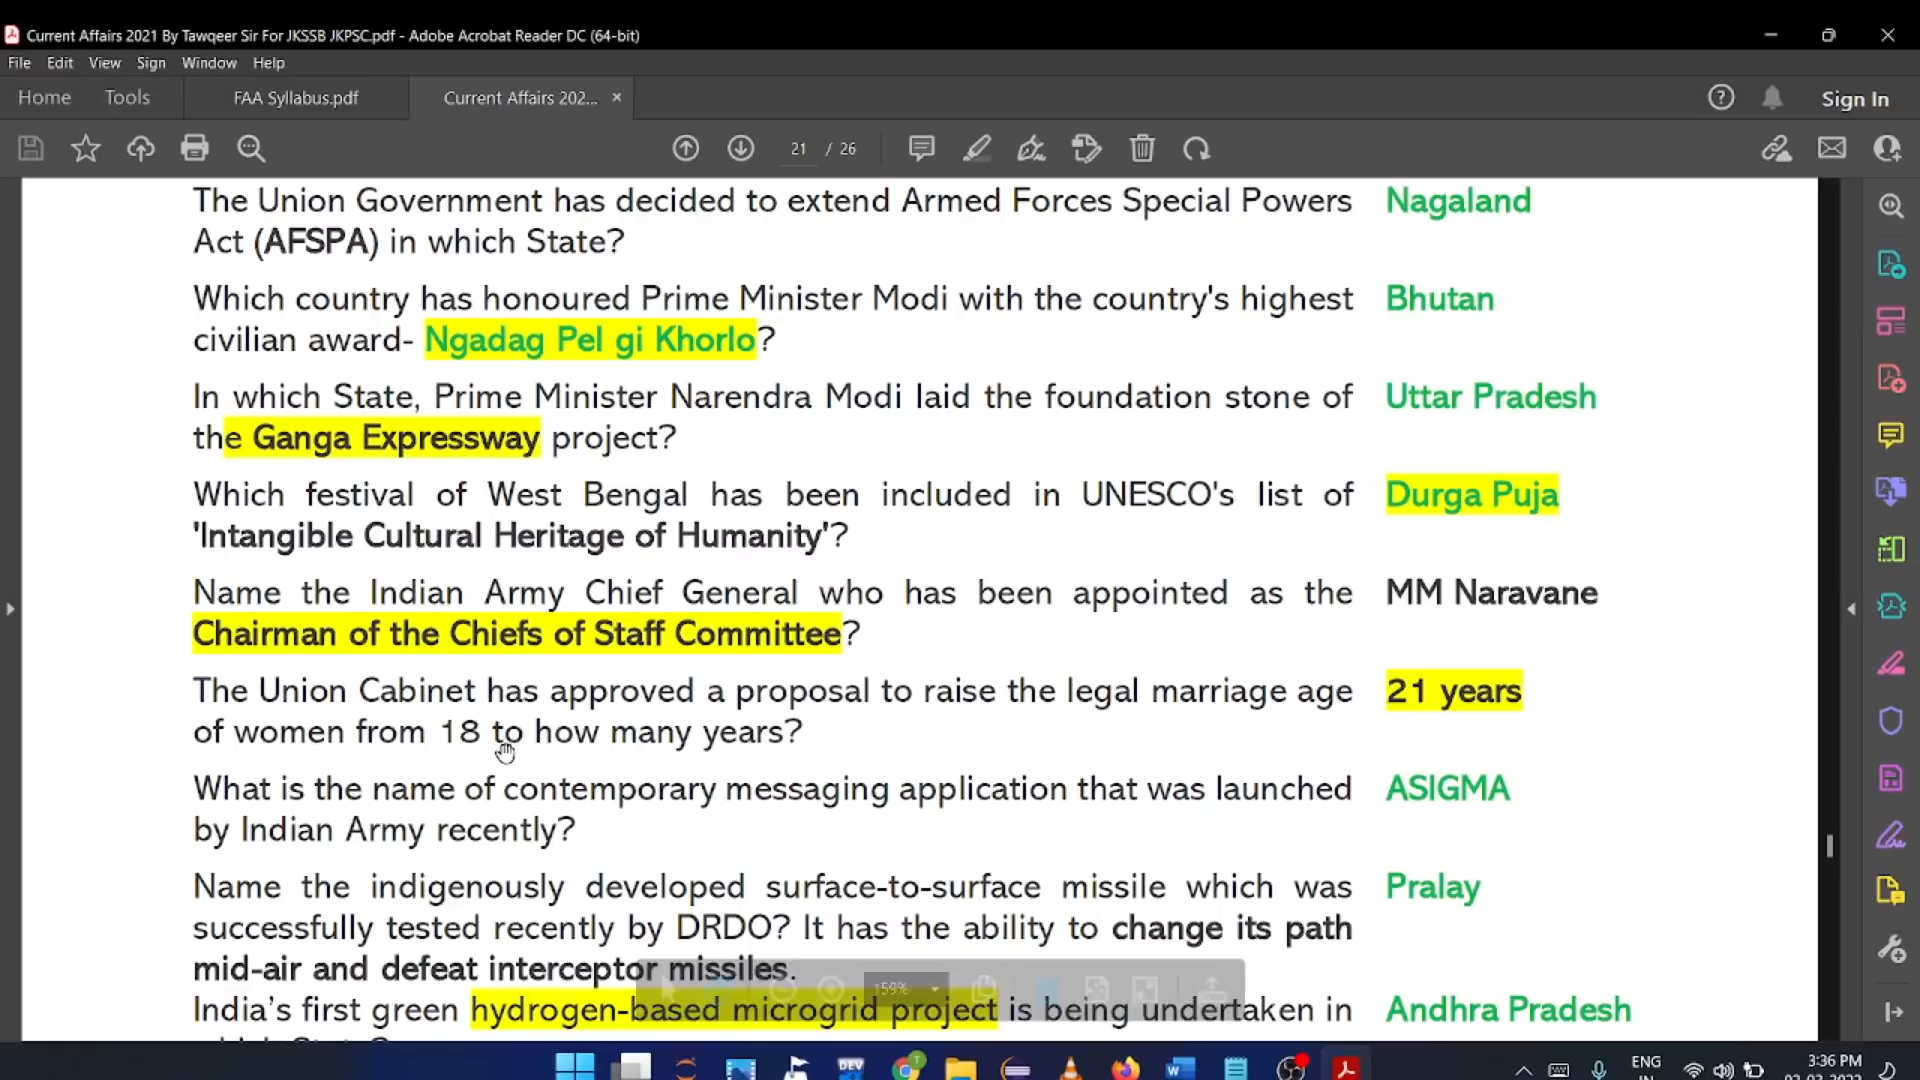 Current Affairs 2021 By Tawqeer Sir For JKSSB JKPSC.pdf - Adobe Acrobat Reader DC (64-bit)
File Edit View Sign Window Help
Home Tools FAA Syllabus.pdf Current Affairs 202... × Sign In
21 / 26
The Union Government has decided to extend Armed Forces Special Powers Nagaland
Act (AFSPA) in which State?
Which country has honoured Prime Minister Modi with the country's highest Bhutan
civilian award- Ngadag Pel gi Khorlo?
In which State, Prime Minister Narendra Modi laid the foundation stone of Uttar Pradesh
the Ganga Expressway project?
Which festival of West Bengal has been included in UNESCO's list of Durga Puja
'Intangible Cultural Heritage of Humanity'?
Name the Indian Army Chief General who has been appointed as the MM Naravane
Chairman of the Chiefs of Staff Committee?
The Union Cabinet has approved a proposal to raise the legal marriage age 21 years
of women from 18 to how many years?
What is the name of contemporary messaging application that was launched ASIGMA
by Indian Army recently?
Name the indigenously developed surface-to-surface missile which was Pralay
successfully tested recently by DRDO? It has the ability to change its path
mid-air and defeat interceptor missiles.
159%
India's first green hydrogen-based microgrid project is being undertaken in Andhra Pradesh
DEV
ENG 3:36 PM
IN